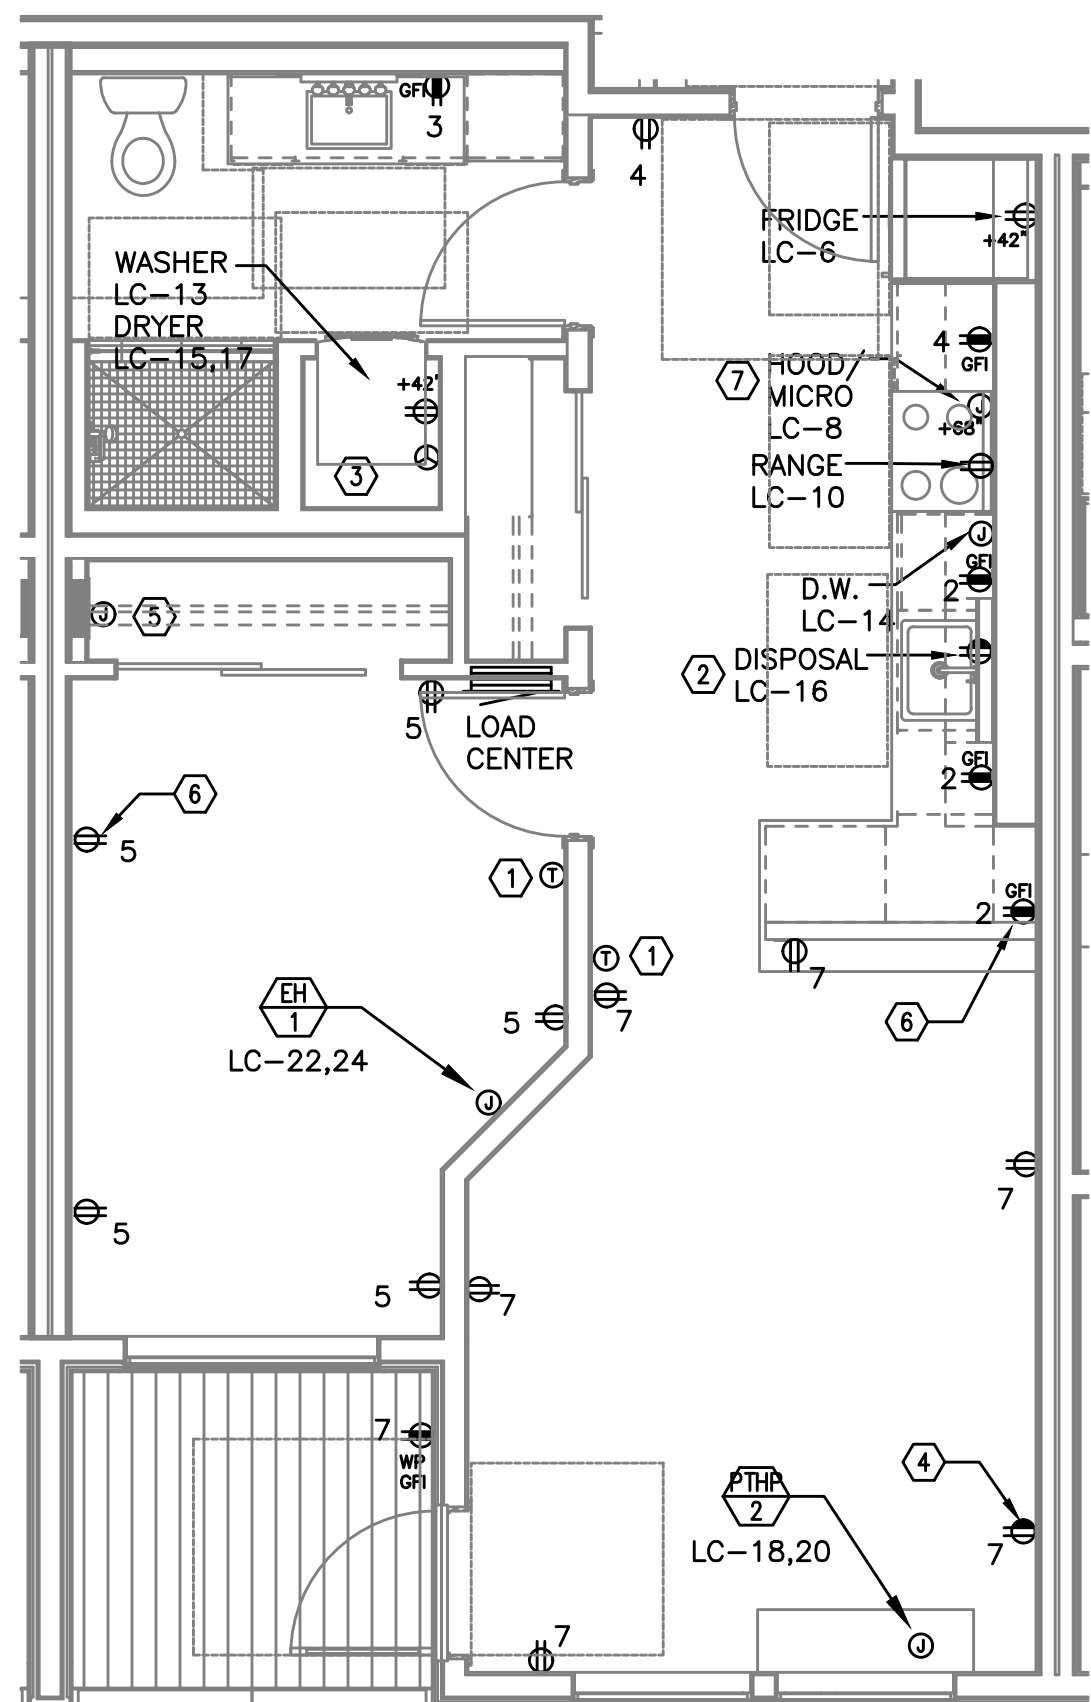 GFI
3
4
FRIDGE
LC-6
+42"
WASHER
LC-13
DRYER
LC-15,17
+42"
3
4
GFI
7
HOOD/
MICRO
LC-8
J
+68"
RANGE
LC-10
J
GFI
2
D.W.
LC-14
J
5
2
DISPOSAL
LC-16
5
LOAD
CENTER
GFI
2
6
5
1
T
GFI
2
T
1
7
5
7
6
EH
1
LC-22,24
J
7
5
5
7
7
WP
GFI
4
PTHP
2
LC-18,20
7
7
J